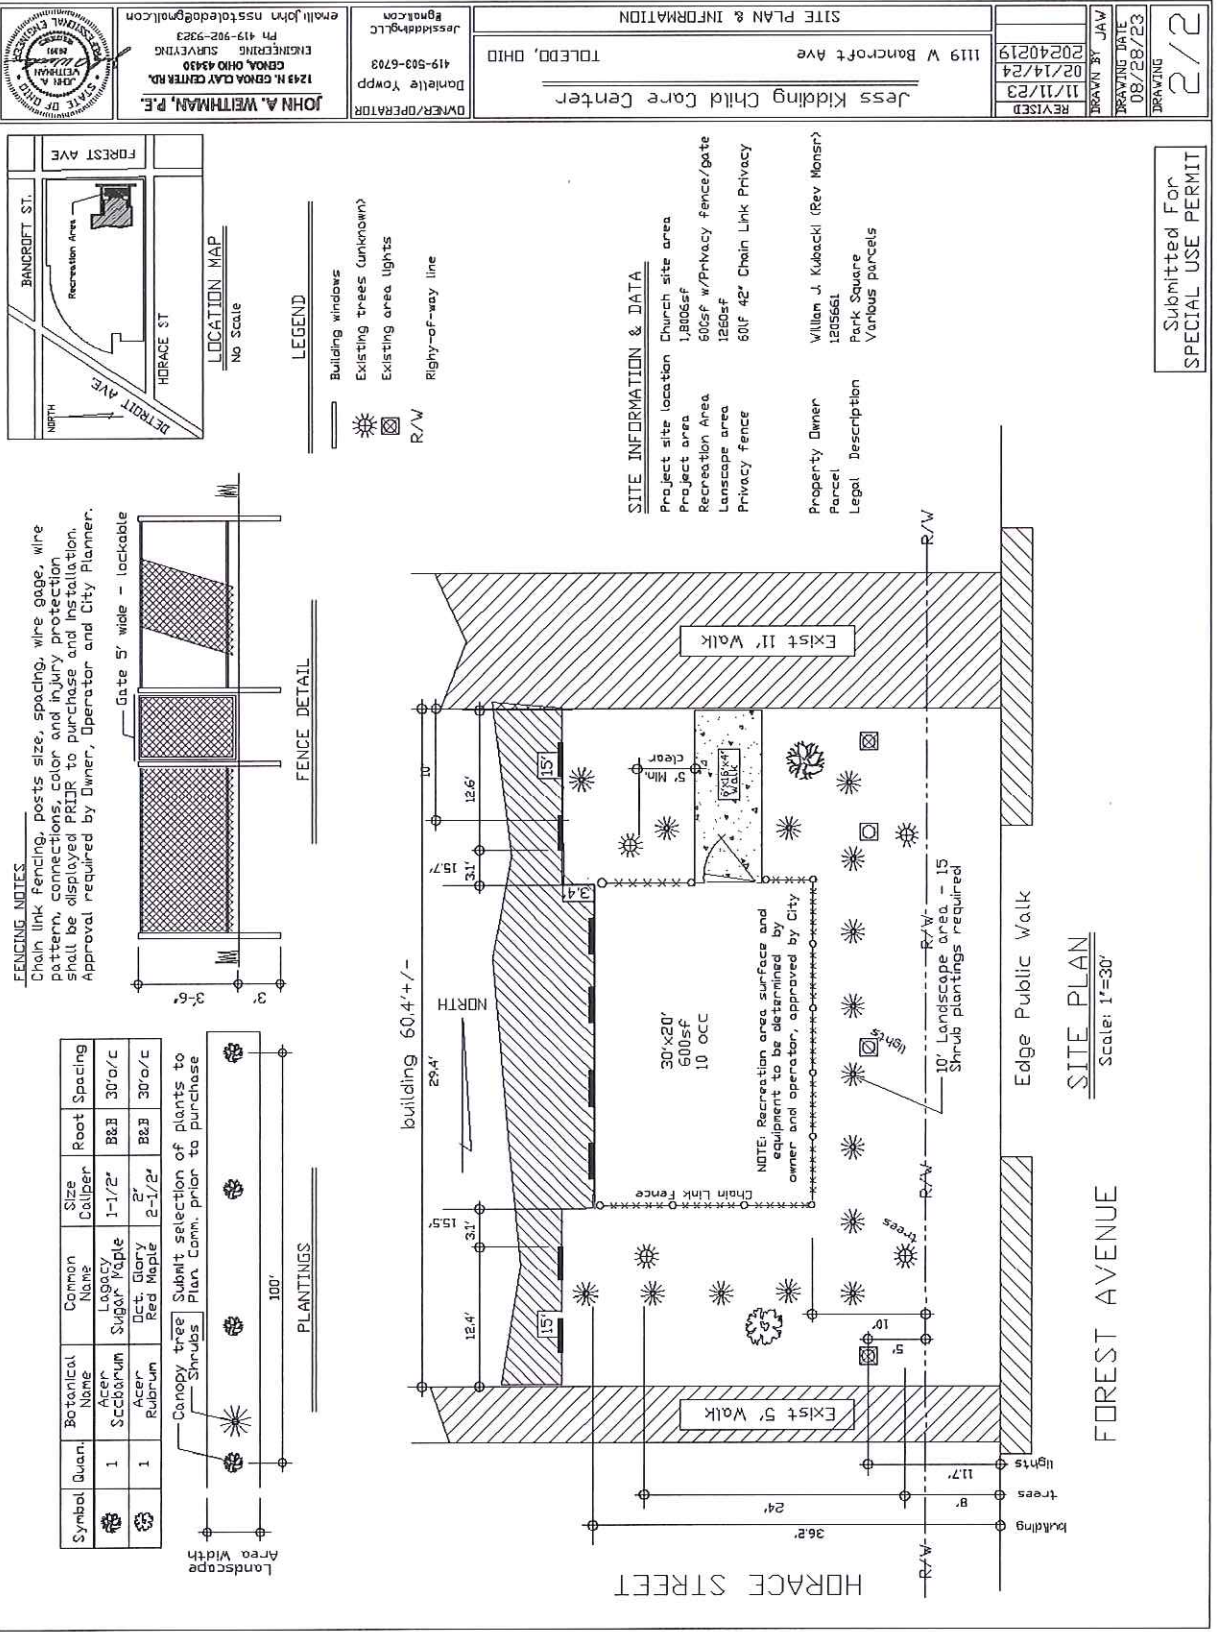 FENCING NOTES
Chain link fencing, posts size, spacing, wire gage, wire
pattern, connections, color and injury protection
shall be displayed PRIOR to purchase and installation.
Approval required by Owner, Operator and City Planner.
Gate 5' wide - lockable
3'-6"
3'
FENCE DETAIL
Symbol Quan. Botanical Name Common Name Size Caliper Root Spacing
1 Acer Sccbarum Lagacy Sugar Maple 1-1/2" B&B 30'o/c
1 Acer Rubrum Oct. Glory Red Maple 2" 2-1/2" B&B 30'o/c
Canopy tree
Shrubs
Submit selection of plants to
Plan Comm. prior to purchase
100'
Landscape
Area Width
PLANTINGS
BANCROFT ST.
FOREST AVE
HORACE ST
DETROIT AVE.
NORTH
Recreation Area
LOCATION MAP
No Scale
LEGEND
Building windows
Existing trees (unknown)
Existing area lights
R/W Righy-of-way line
SITE INFORMATION & DATA
Project site location Church site area
Project area 1,8006sf
Recreation Area 600sf w/Privacy fence/gate
Lanscape area 1260sf
Privacy fence 60lf 42" Chain Link Privacy
Property Owner William J. Kubacki (Rev Monsr)
Parcel 1205661
Legal Description Park Square
Various parcels
building 60.4'+/-
29.4'
10'
12.6'
15.7'
3.1'
15'
3.4'
15.5'
3.1'
12.4'
15'
NORTH
5' Min.
clear
6'x16'x4"
Walk
Exist 11' Walk
Exist 5' Walk
30'x20'
600sf
10 OCC
NOTE: Recreation area surface and
equipment to be determined by
owner and operator, approved by City
Chain Link Fence
trees
lights
10' Landscape area - 15
Shrub plantings required
10'
5'
R/W
R/W
R/W
R/W
11.7'
lights
8'
24'
trees
36.2'
building
Edge Public Walk
SITE PLAN
Scale: 1"=30'
FOREST AVENUE
HORACE STREET
Submitted For
SPECIAL USE PERMIT
STATE OF OHIO
JOHN A.
WEITHMAN
PROFESSIONAL ENGINEER
JOHN A. WEITHMAN, P.E.
1243 N. GENOA CLAY CENTER RD.
GENOA, OHIO 43430
ENGINEERING SURVEYING
Ph 419-902-9323
email: john nsstoledo@gmail.com
OWNER/OPERATOR
Danielle Yowpp
419-503-6703
JesskiddingLLC
@gmail.com
Jess Kidding Child Care Center
1119 W Bancroft Ave TOLEDO, OHIO
SITE PLAN & INFORMATION
REVISED
11/11/23
02/14/24
20240219
DRAWN BY JAW
DRAWING DATE
08/28/23
DRAWING
2/2